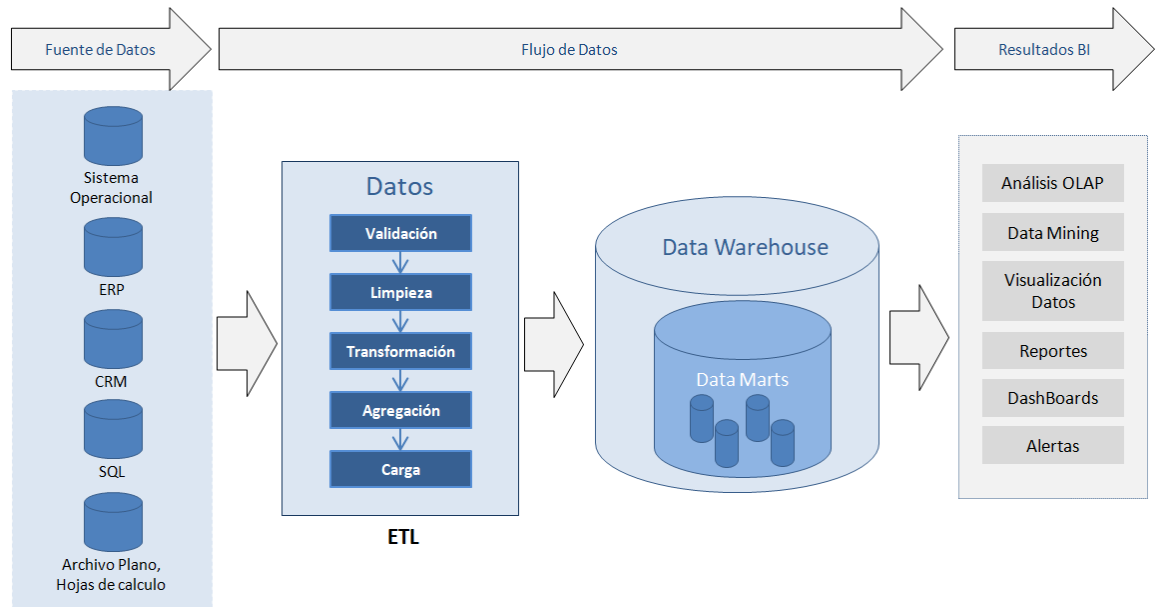 Fuente de Datos
Flujo de Datos
Resultados BI
Sistema
Operacional
ERP
CRM
SQL
Archivo Plano,
Hojas de calculo
Datos
Validación
Limpieza
Transformación
Agregación
Carga
ETL
Data Warehouse
Data Marts
Análisis OLAP
Data Mining
Visualización
Datos
Reportes
DashBoards
Alertas